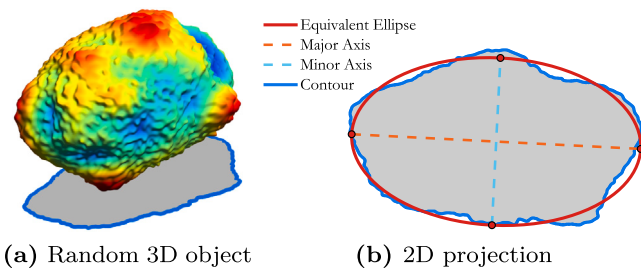 Equivalent Ellipse
Major Axis
Minor Axis
Contour
(a) Random 3D object
(b) 2D projection